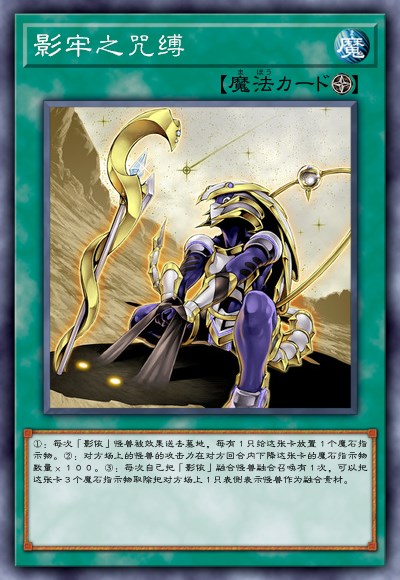 影牢之咒缚
魔
【魔法カード】
まほう
①：每次「影依」怪兽被效果送去墓地，每有１只给这张卡放置１个魔石指
示物。②：对方场上的怪兽的攻击力在对方回合内下降这张卡的魔石指示物
数量×１００。③：每次自己把「影依」融合怪兽融合召唤有１次，可以把
这张卡３个魔石指示物取除把对方场上１只表侧表示怪兽作为融合素材。